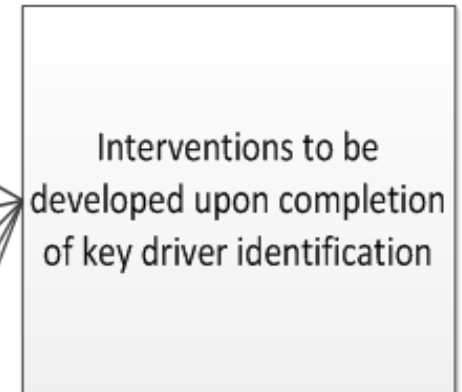 Interventions to be
developed upon completion
of key driver identification